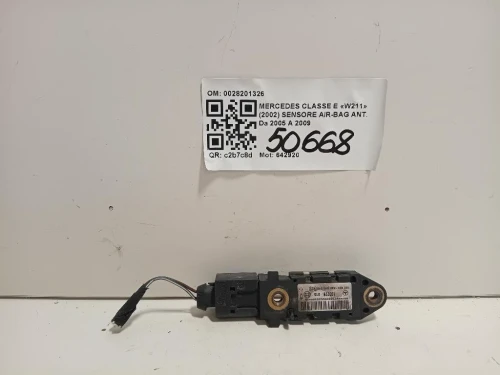 OM: 0028201326
MERCEDES CLASSE E «W211»
(2002) SENSORE AIR-BAG ANT.
Da 2005 A 2009
50668
QR: c2b7c8d Mot: 642920